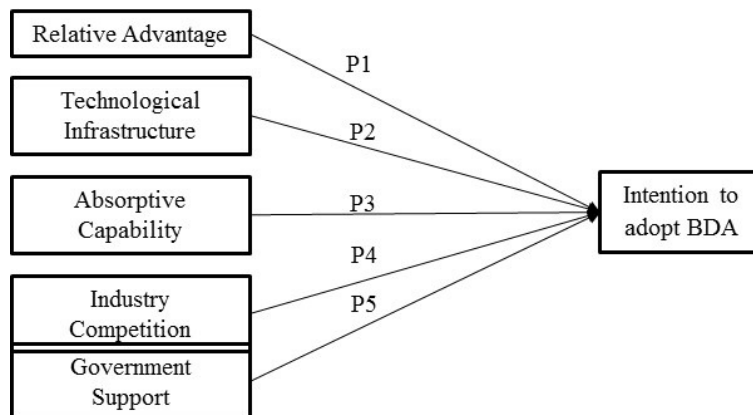 Relative Advantage
P1
Technological
Infrastructure
P2
Absorptive
Capability
P3
Intention to
adopt BDA
P4
Industry
Competition
P5
Government
Support